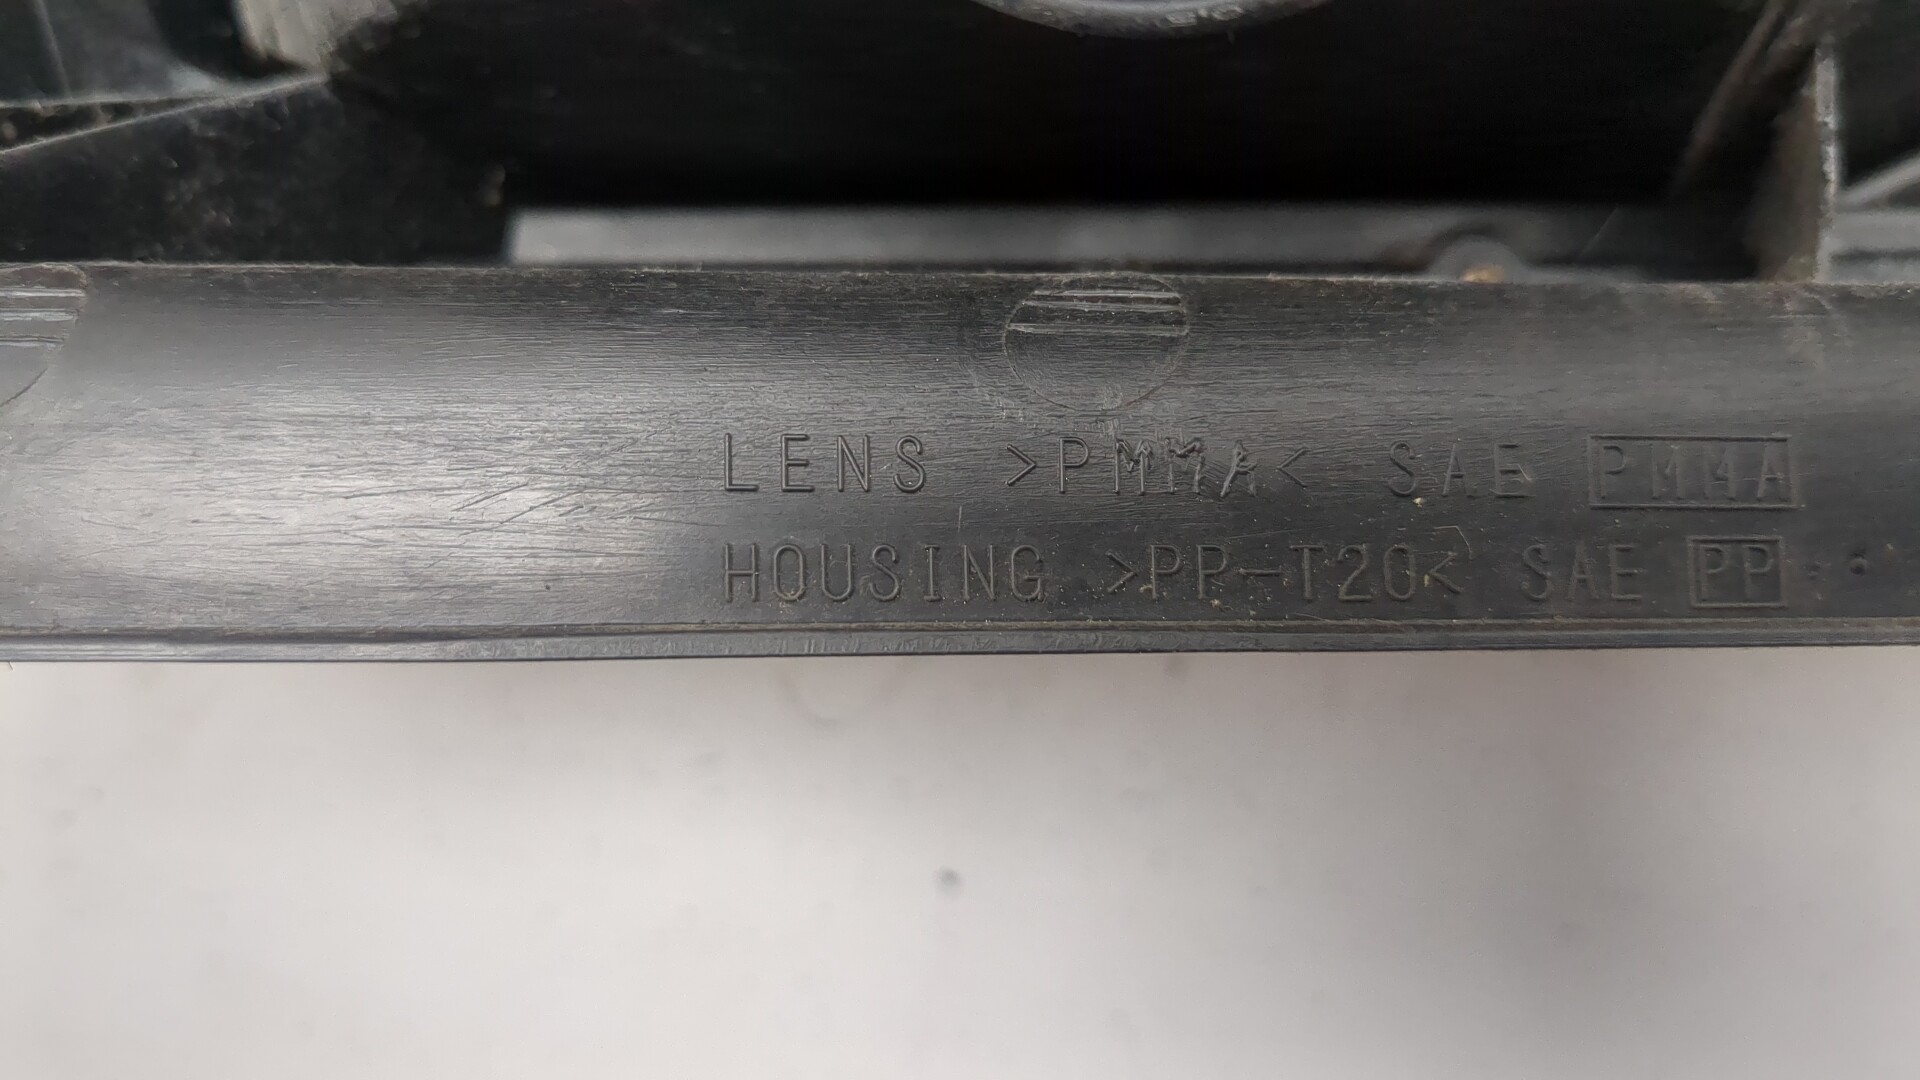 LENS >PMMA< SAE PMMA
HOUSING >PP-T20< SAE PP